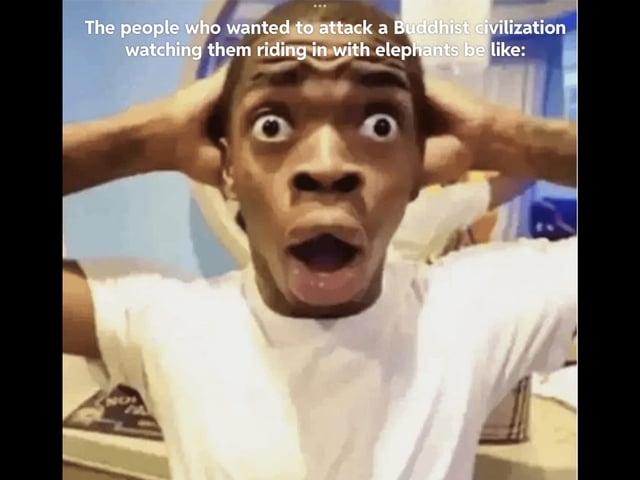 The people who wanted to attack a Buddhist civilization
watching them riding in with elephants be like: